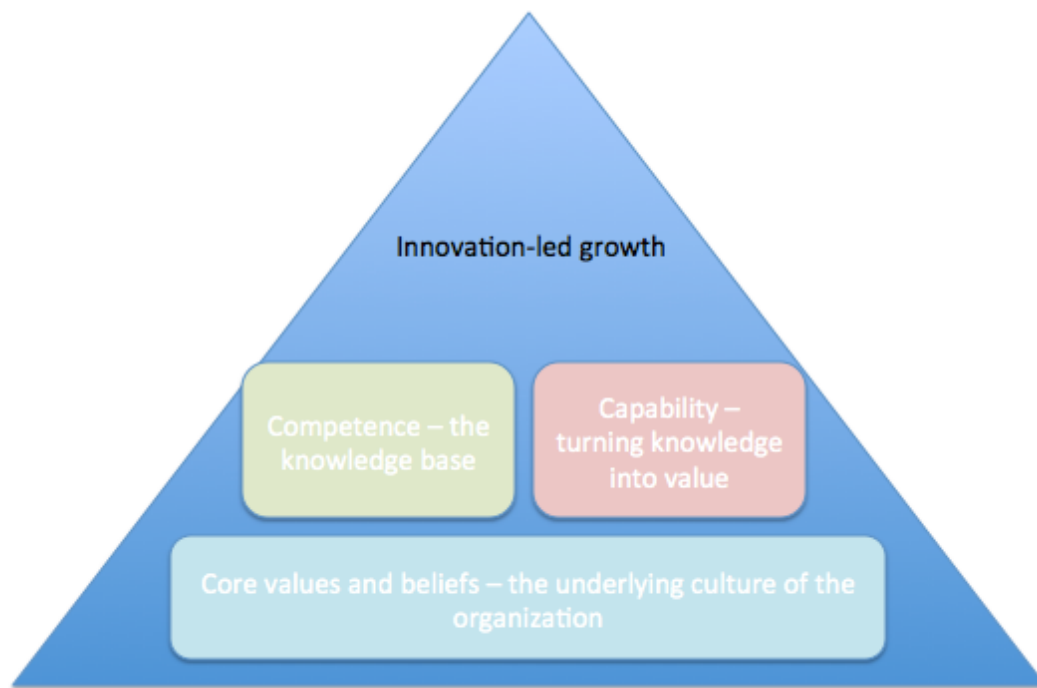 Innovation-led growth
Competence – the
knowledge base
Capability –
turning knowledge
into value
Core values and beliefs – the underlying culture of the
organization